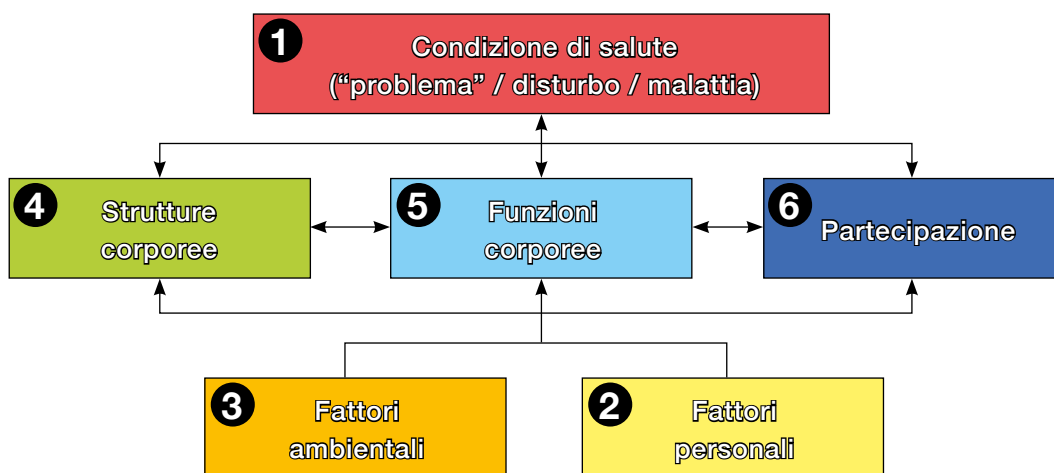 1
Condizione di salute
(“problema” / disturbo / malattia)
4
Strutture
corporee
5
Funzioni
corporee
6
Partecipazione
3
Fattori
ambientali
2
Fattori
personali